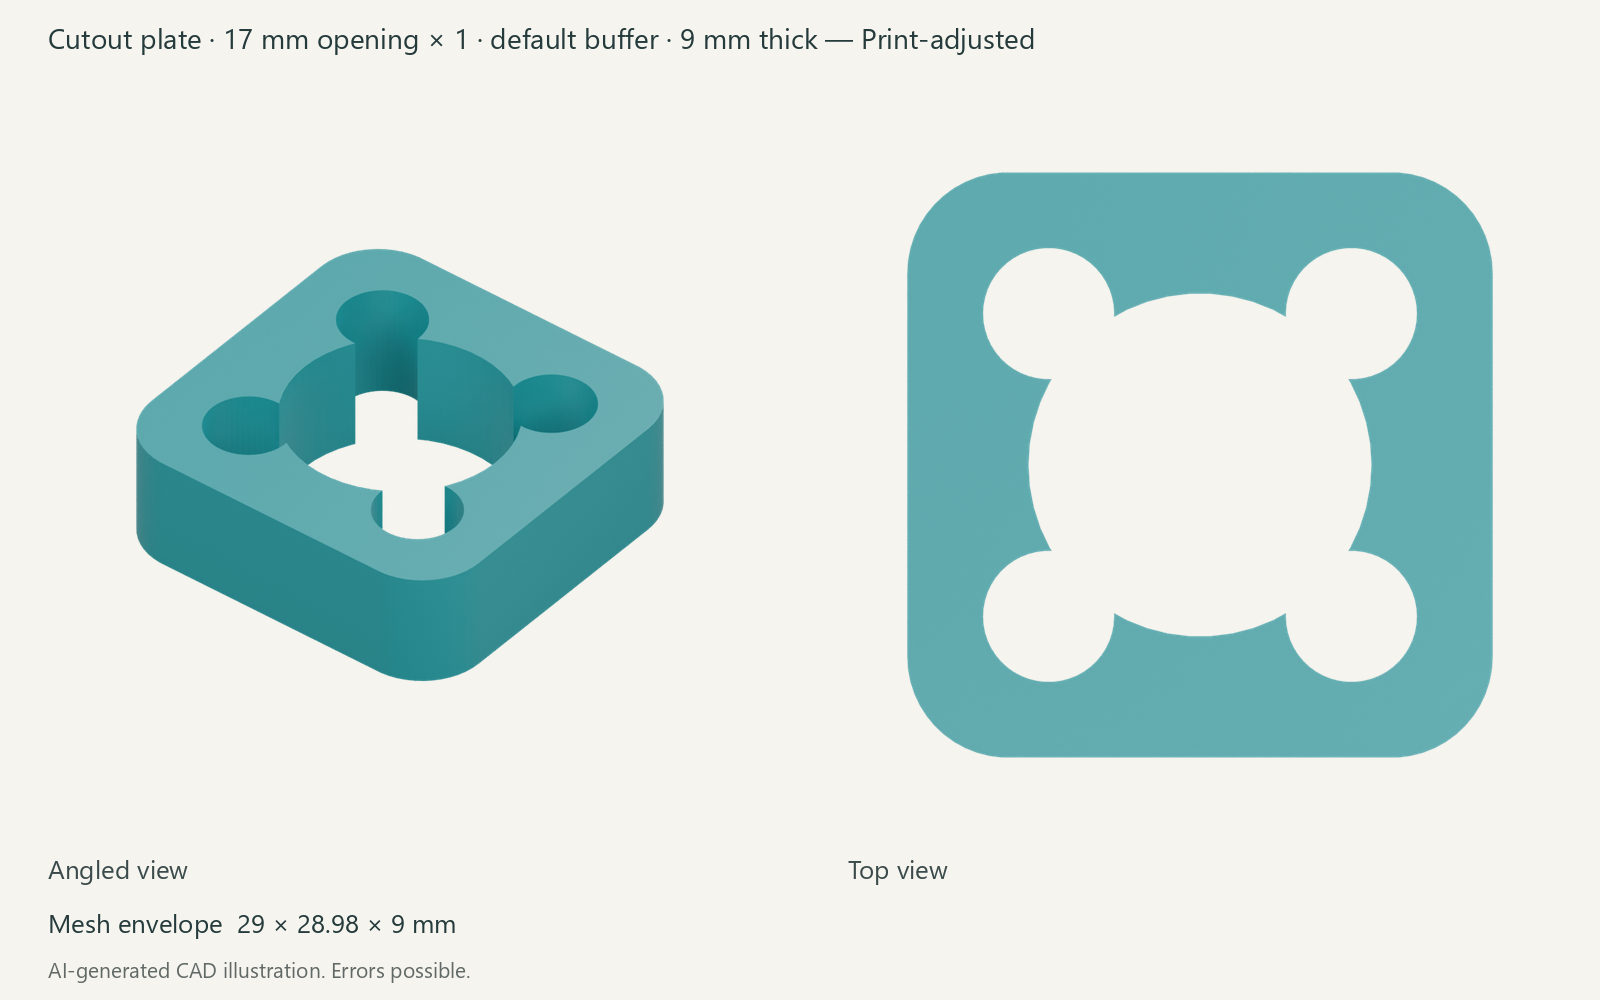 Cutout plate · 17 mm opening × 1 · default buffer · 9 mm thick — Print-adjusted
Angled view
Top view
Mesh envelope 29 × 28.98 × 9 mm
AI-generated CAD illustration. Errors possible.